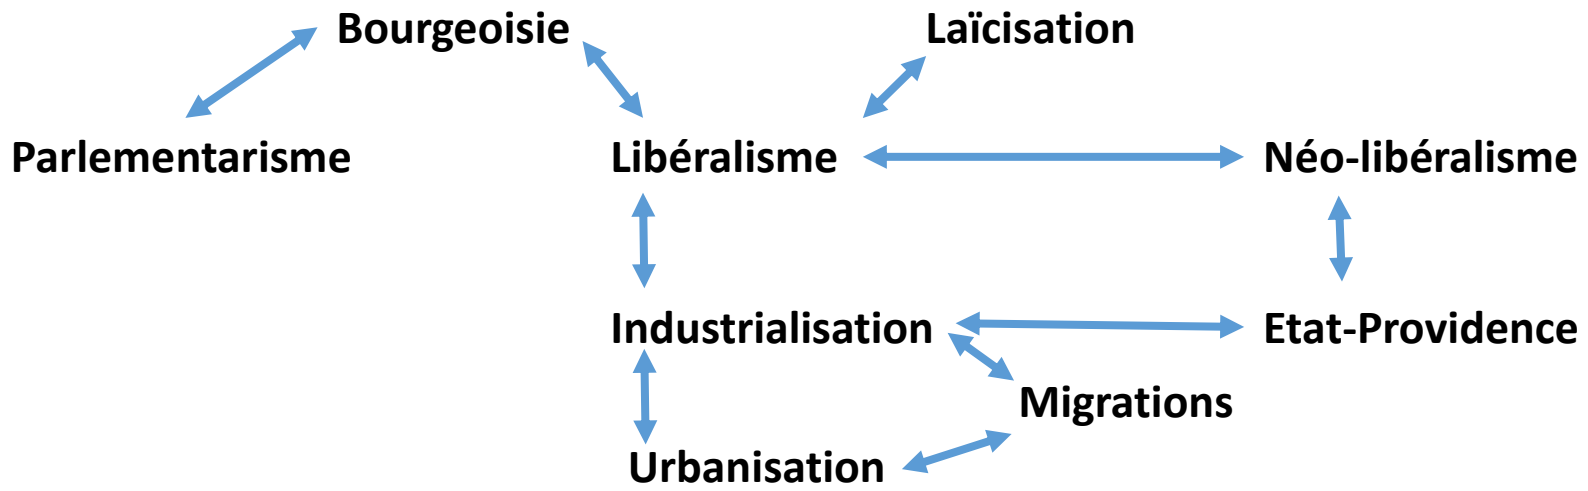 Bourgeoisie
Laïcisation
Parlementarisme
Libéralisme
Néo-libéralisme
Industrialisation
Etat-Providence
Migrations
Urbanisation